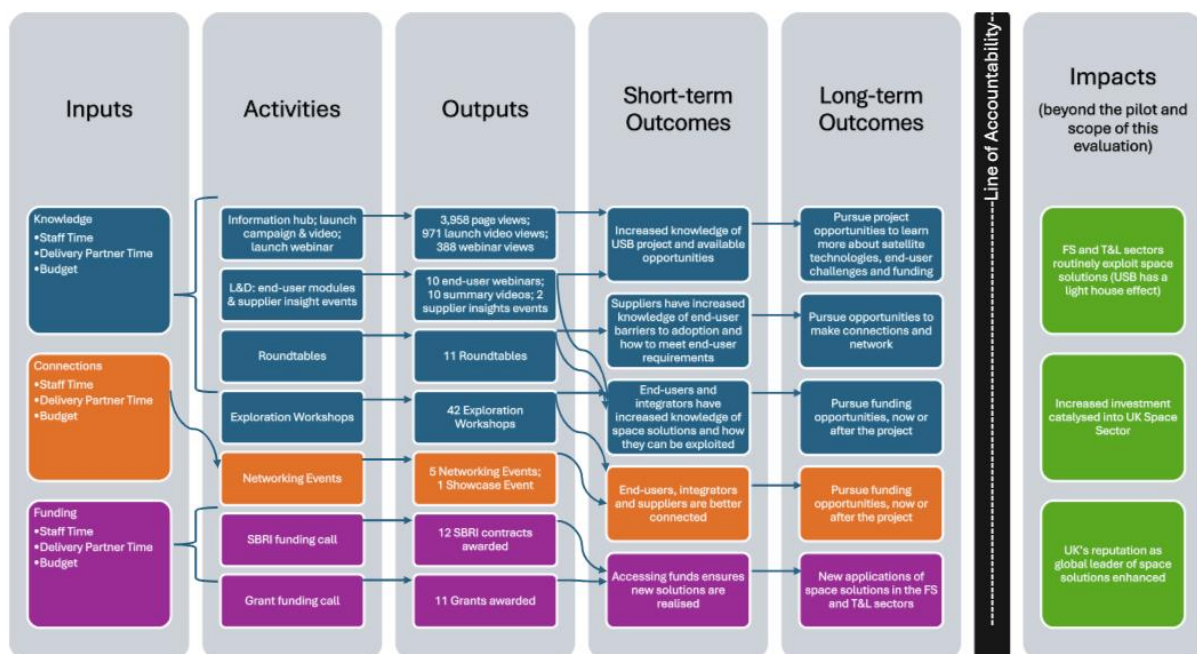 Inputs
Activities
Outputs
Short-term
Outcomes
Long-term
Outcomes
Line of Accountability--
Impacts
(beyond the pilot and
scope of this
evaluation)
Knowledge
•Staff Time
•Delivery Partner Time
•Budget
Connections
•Staff Time
•Delivery Partner Time
•Budget
Funding
•Staff Time
•Delivery Partner Time
•Budget
Information hub; launch
campaign & video;
launch webinar
L&D: end-user modules
& supplier insight events
Roundtables
Exploration Workshops
Networking Events
SBRI funding call
Grant funding call
3,958 page views;
971 launch video views;
388 webinar views
10 end-user webinars;
10 summary videos; 2
supplier insights events
11 Roundtables
42 Exploration
Workshops
5 Networking Events;
1 Showcase Event
12 SBRI contracts
awarded
11 Grants awarded
Increased knowledge of
USB project and available
opportunities
Suppliers have increased
knowledge of end-user
barriers to adoption and
how to meet end-user
requirements
End-users and
integrators have
increased knowledge of
space solutions and how
they can be exploited
End-users, integrators
and suppliers are better
connected
Accessing funds ensures
new solutions are
realised
Pursue project
opportunities to learn
more about satellite
technologies, end-user
challenges and funding
Pursue opportunities to
make connections and
network
Pursue funding
opportunities, now or
after the project
Pursue funding
opportunities, now or
after the project
New applications of
space solutions in the FS
and T&L sectors
FS and T&L sectors
routinely exploit space
solutions (USB has a
light house effect)
Increased investment
catalysed into UK Space
Sector
UK's reputation as
global leader of space
solutions enhanced